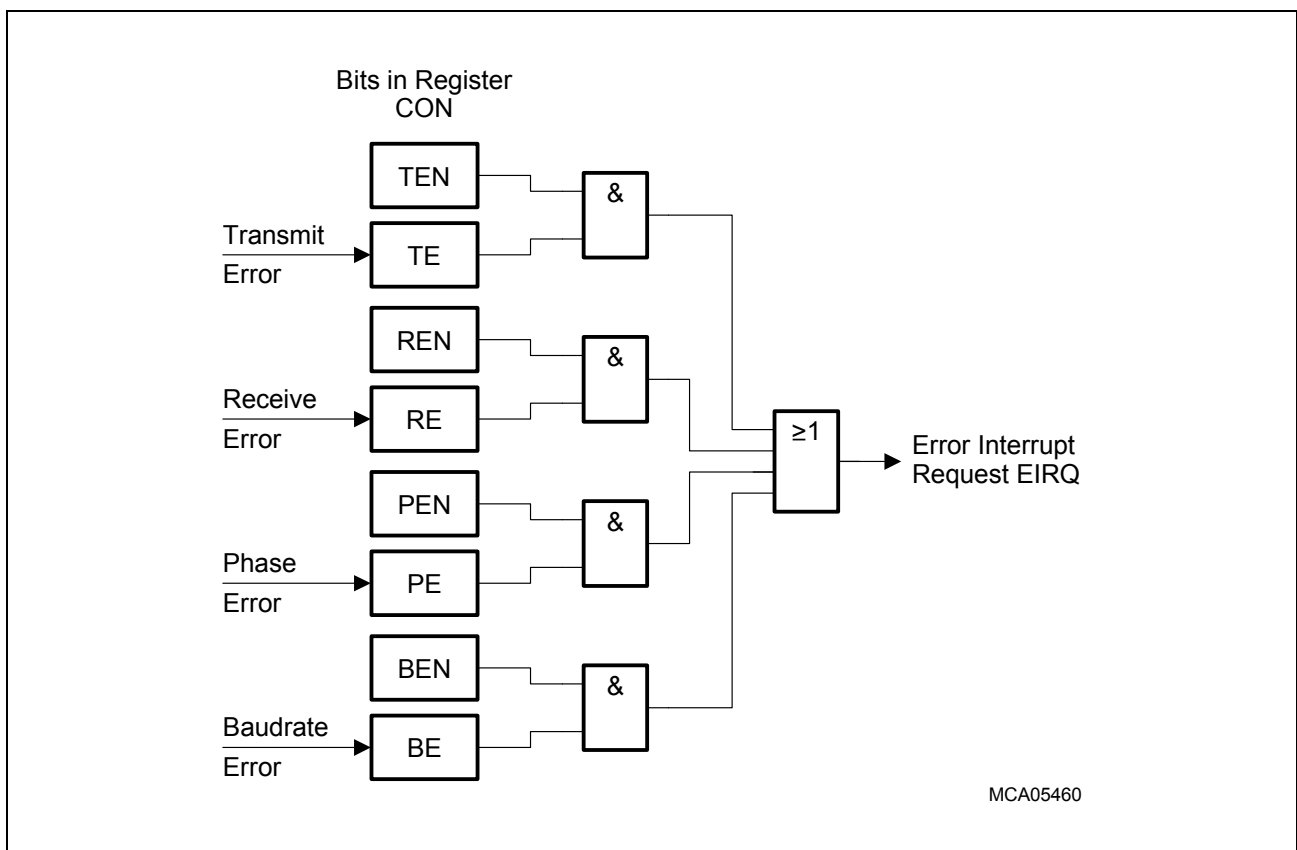 Bits in Register
CON
TEN
&
Transmit
Error
TE
REN
&
Receive
Error
RE
≥1
Error Interrupt
Request EIRQ
PEN
&
Phase
Error
PE
BEN
&
Baudrate
Error
BE
MCA05460